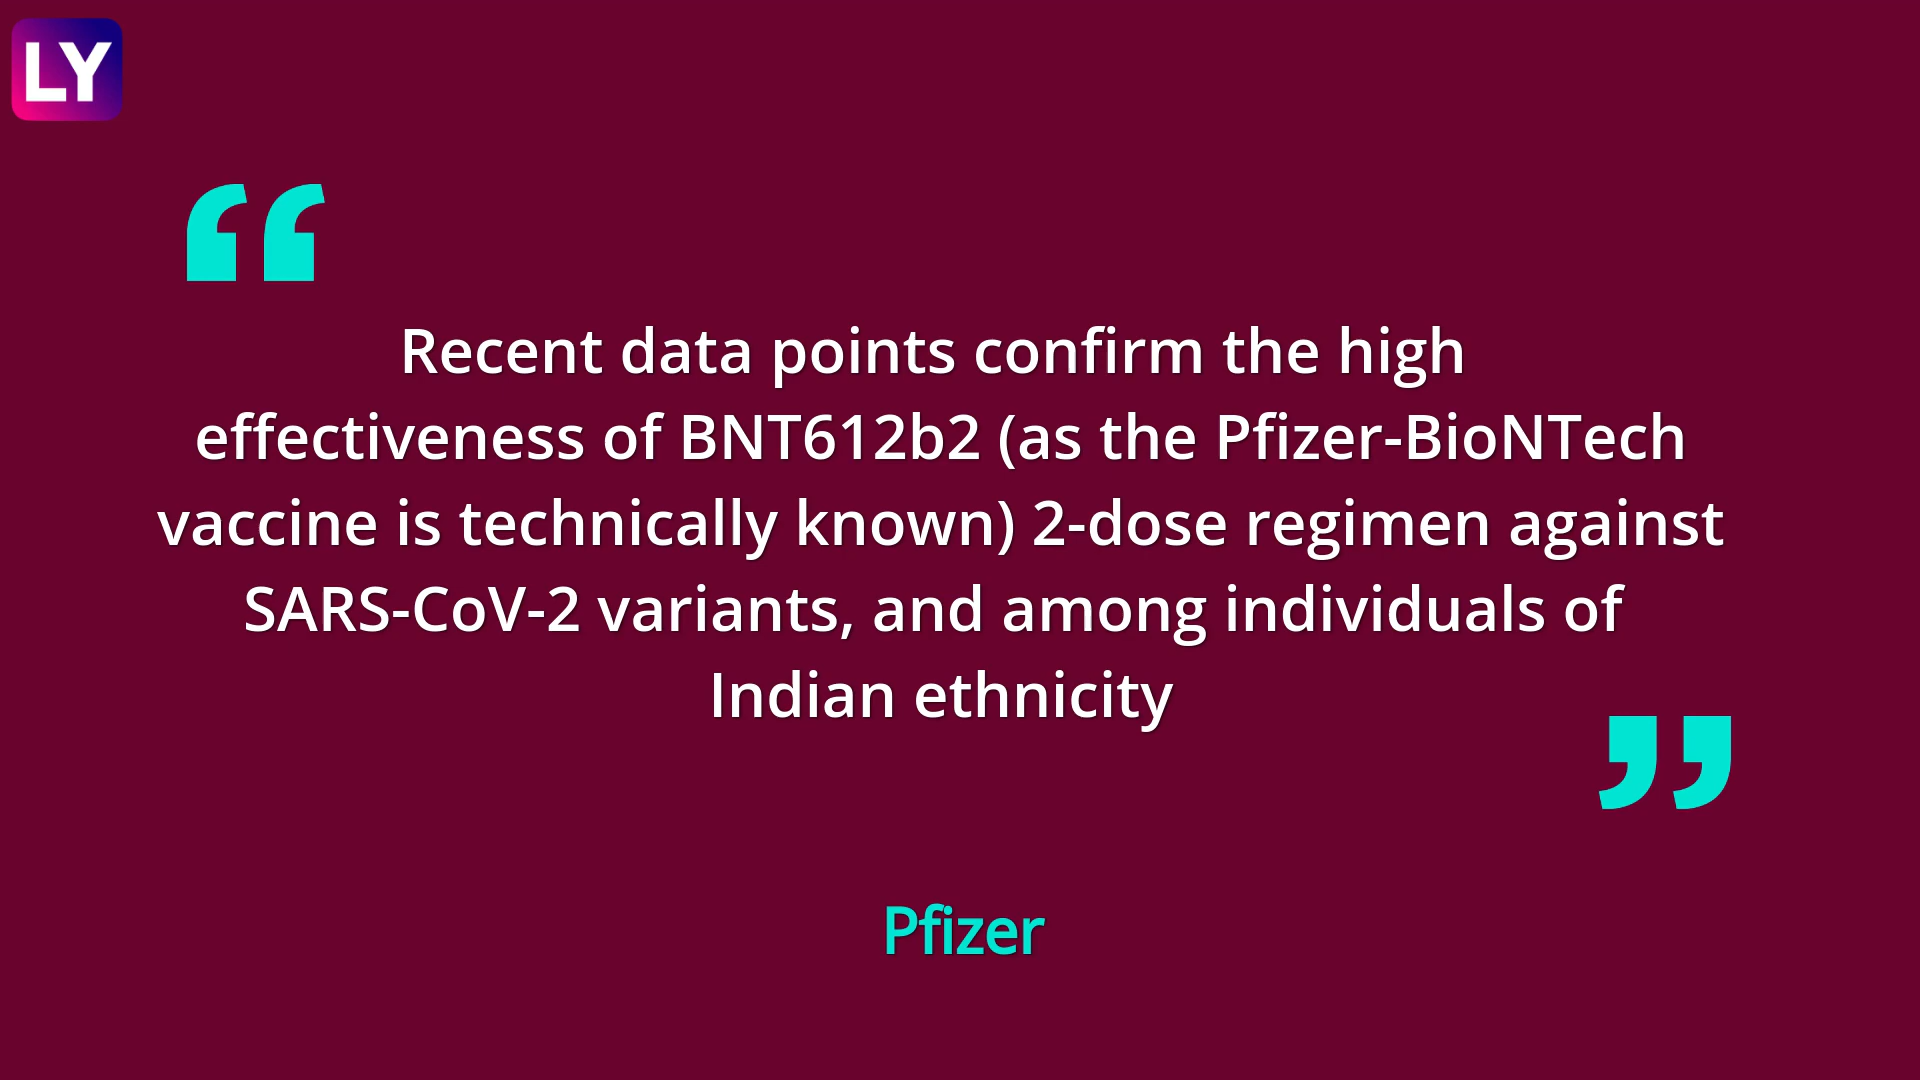 LY
Recent data points confirm the high
effectiveness of BNT612b2 (as the Pfizer-BioNTech
vaccine is technically known) 2-dose regimen against
SARS-CoV-2 variants, and among individuals of
Indian ethnicity
Pfizer